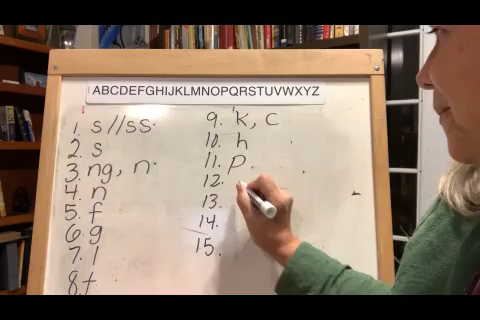 ABCDEFGHIJKLMNOPQRSTUVWXYZ
1. s//ss.
2. s
3. ng, n.
4. n
5. f
6. g
7. l
8. t
9. k, c
10. h
11. p.
12.
13.
14.
15.